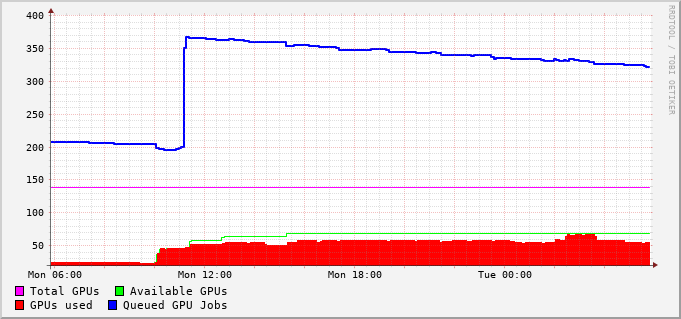 400
350
300
250
200
150
100
50
Mon 06:00 Mon 12:00 Mon 18:00 Tue 00:00
Total GPUs Available GPUs
GPUs used Queued GPU Jobs
RRDTOOL / TOBI OETIKER